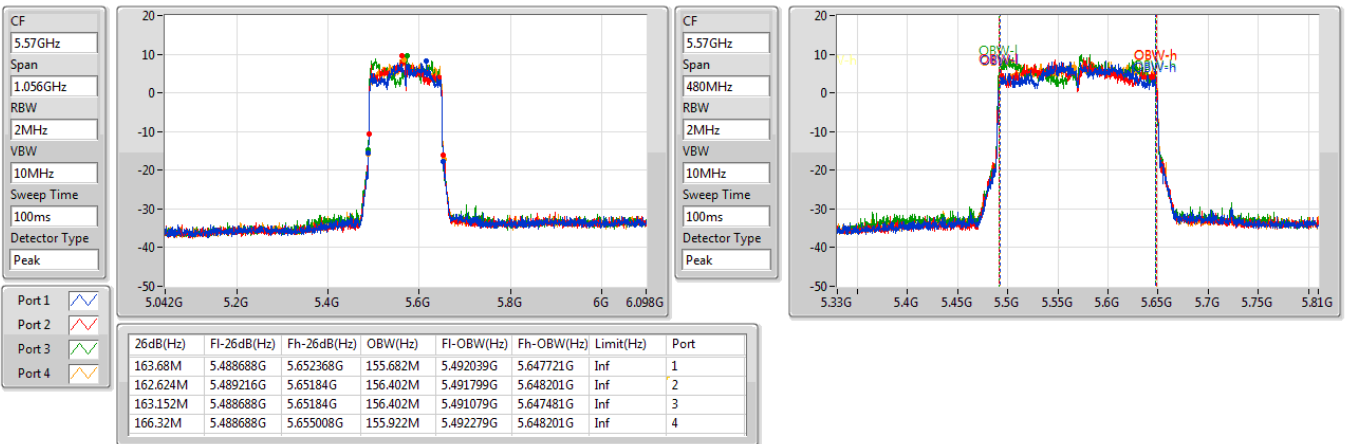 CF
5.57GHz
Span
1.056GHz
RBW
2MHz
VBW
10MHz
Sweep Time
100ms
Detector Type
Peak
20
10
0
-10
-20
-30
-40
-50
5.042G 5.2G 5.4G 5.6G 5.8G 6G 6.098G
CF
5.57GHz
Span
480MHz
RBW
2MHz
VBW
10MHz
Sweep Time
100ms
Detector Type
Peak
20
10
0
-10
-20
-30
-40
-50
OBW-l
OBW-h
OBW-l
OBW-h
5.33G 5.4G 5.45G 5.5G 5.55G 5.6G 5.65G 5.7G 5.75G 5.81G
Port 1
Port 2
Port 3
Port 4
26dB(Hz) Fl-26dB(Hz) Fh-26dB(Hz) OBW(Hz) Fl-OBW(Hz) Fh-OBW(Hz) Limit(Hz) Port
163.68M 5.488688G 5.652368G 155.682M 5.492039G 5.647721G Inf 1
162.624M 5.489216G 5.65184G 156.402M 5.491799G 5.648201G Inf 2
163.152M 5.488688G 5.65184G 156.402M 5.491079G 5.647481G Inf 3
166.32M 5.488688G 5.655008G 155.922M 5.492279G 5.648201G Inf 4